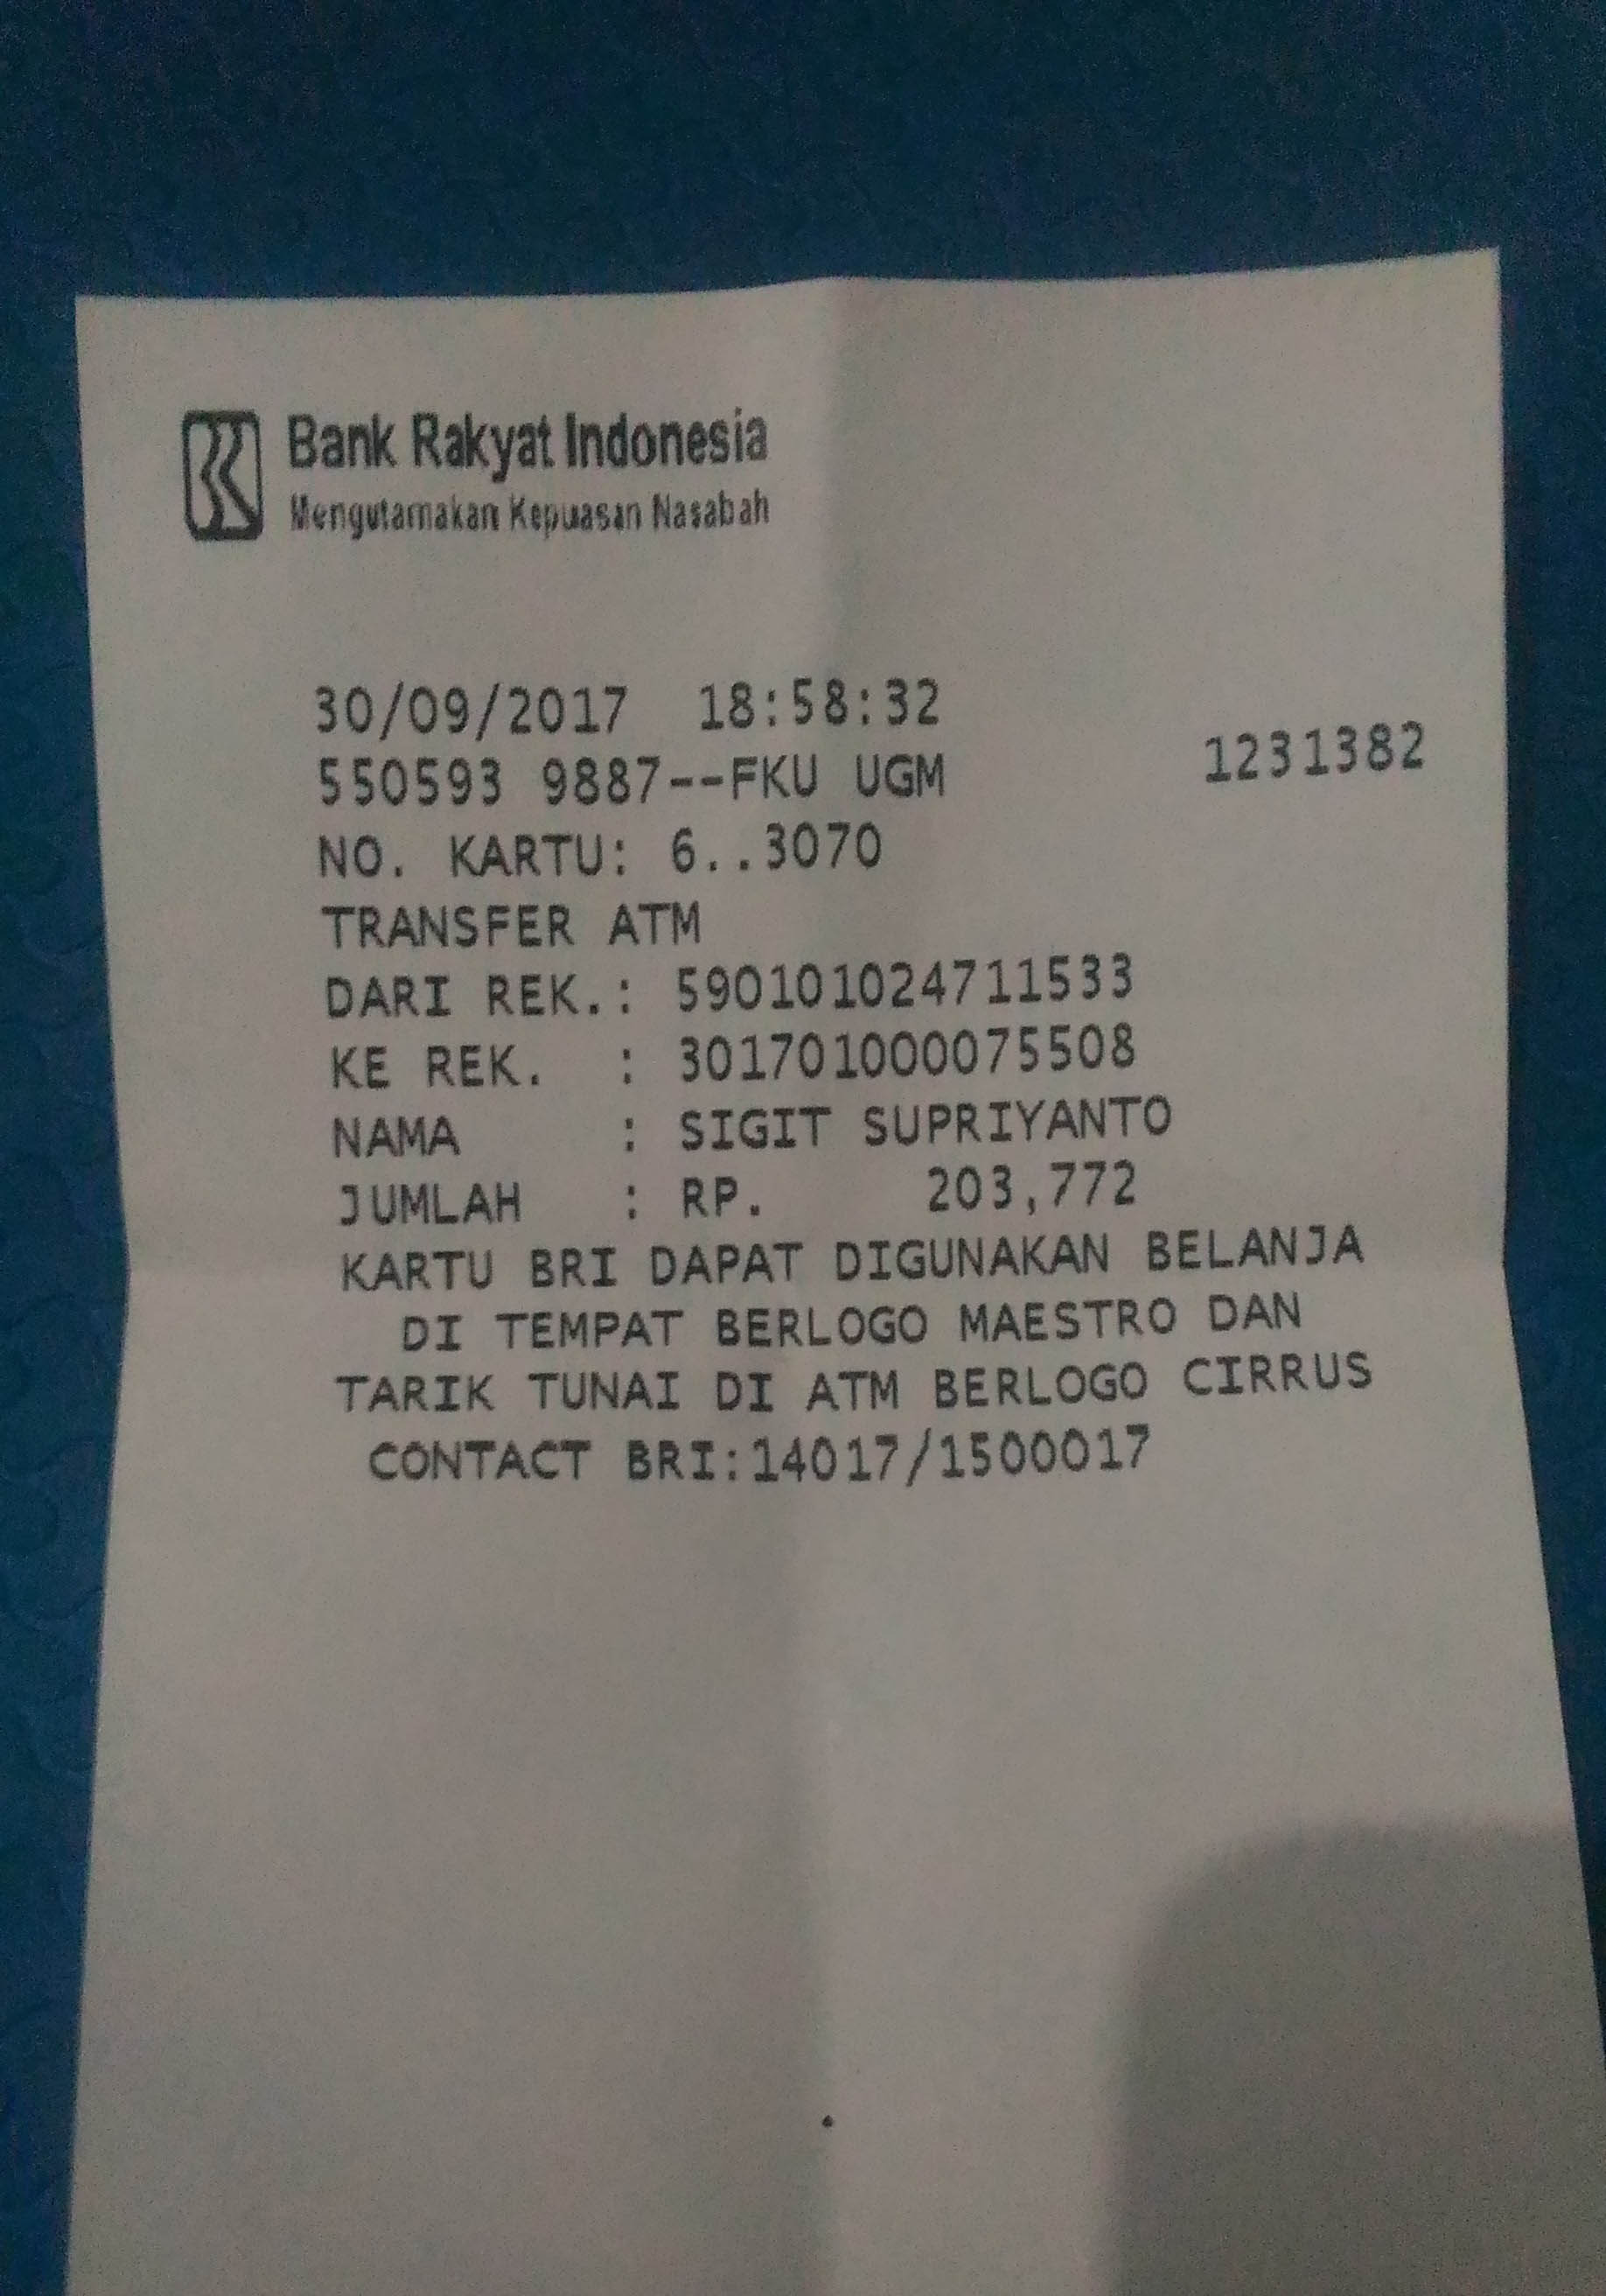 Bank Rakyat Indonesia
Mengutamakan Kepuasan Nasabah
30/09/2017 18:58:32
550593 9887--FKU UGM 1231382
NO. KARTU: 6..3070
TRANSFER ATM
DARI REK.: 590101024711533
KE REK. : 301701000075508
NAMA : SIGIT SUPRIYANTO
JUMLAH : RP. 203,772
KARTU BRI DAPAT DIGUNAKAN BELANJA
DI TEMPAT BERLOGO MAESTRO DAN
TARIK TUNAI DI ATM BERLOGO CIRRUS
CONTACT BRI:14017/1500017